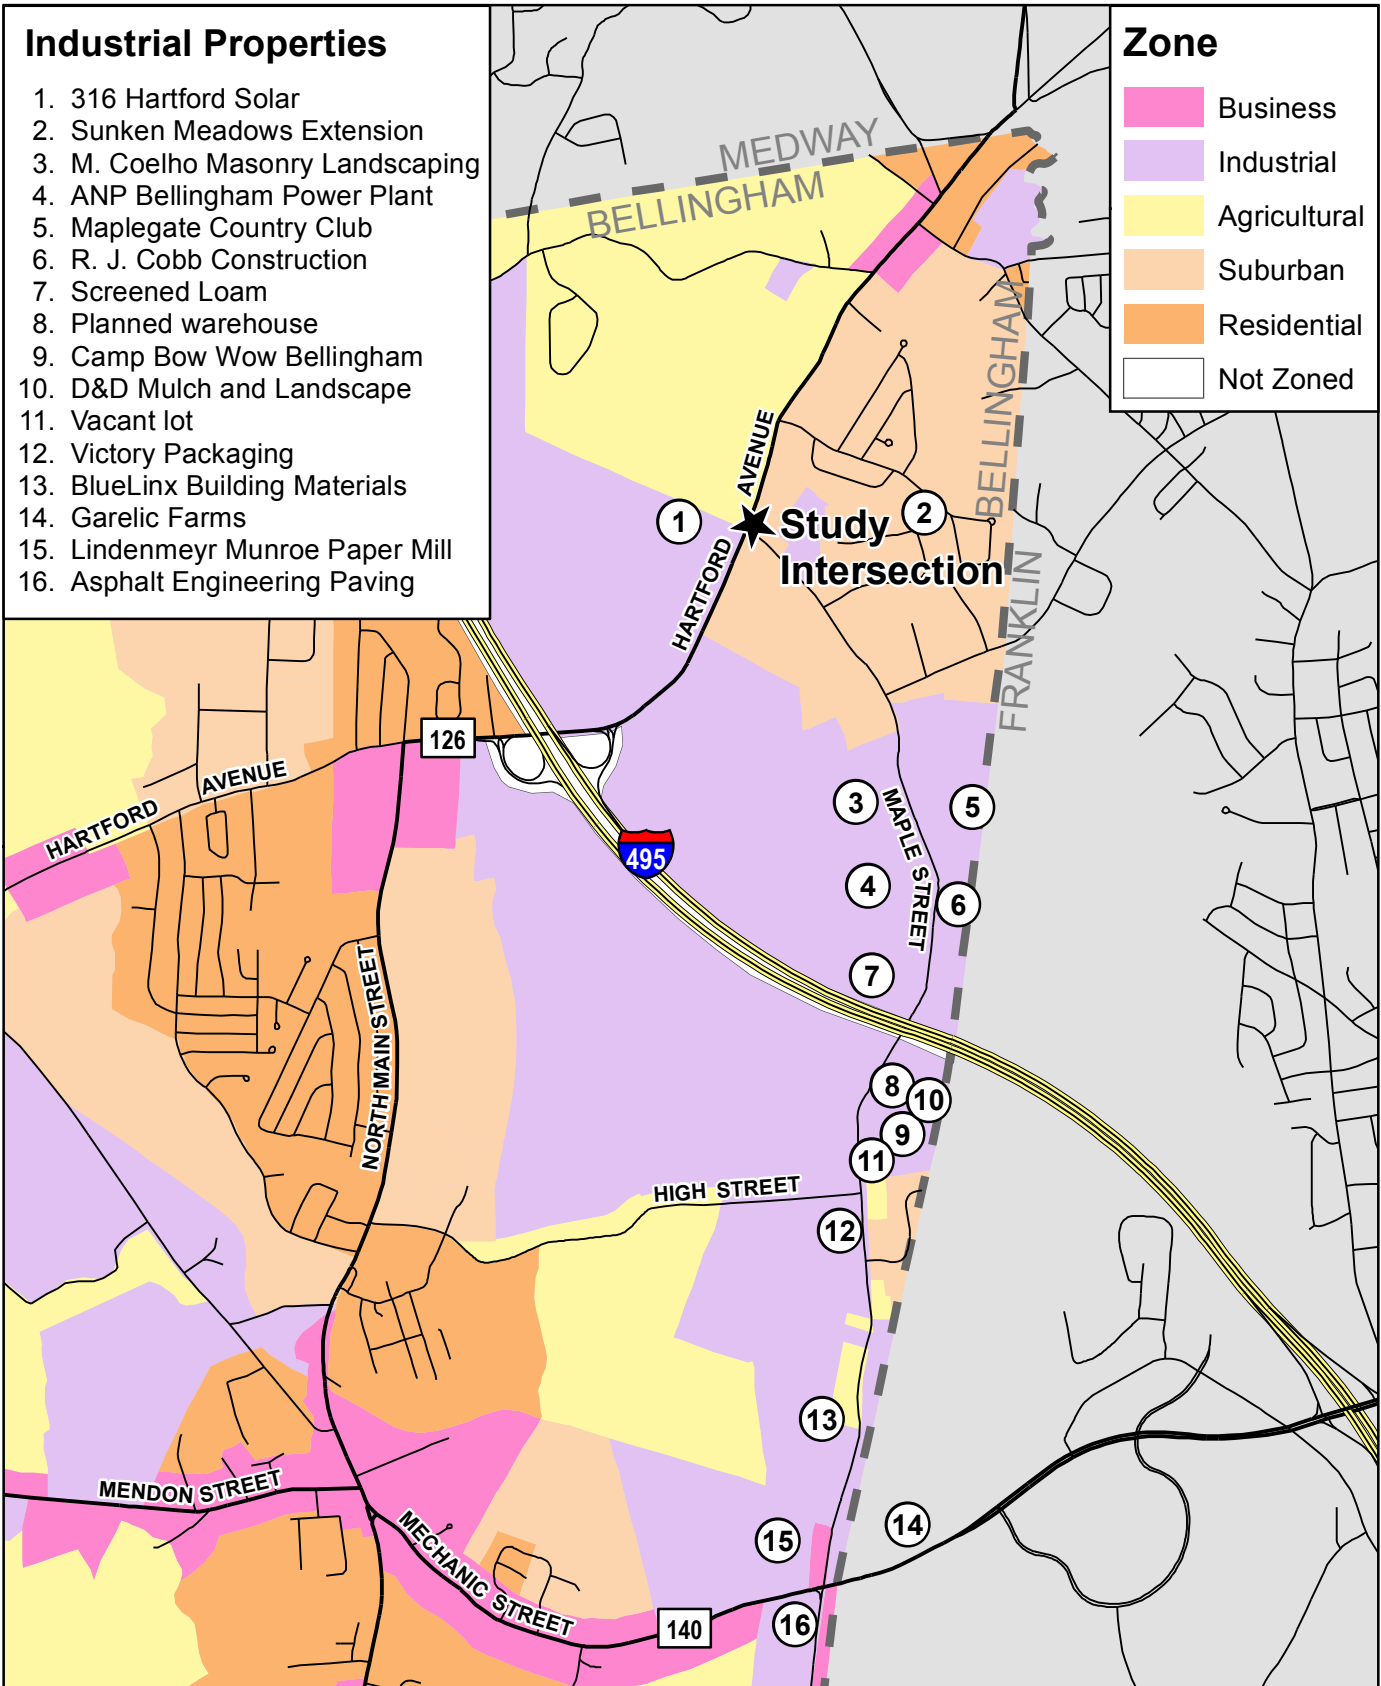 Industrial Properties
1. 316 Hartford Solar
2. Sunken Meadows Extension
3. M. Coelho Masonry Landscaping
4. ANP Bellingham Power Plant
5. Maplegate Country Club
6. R. J. Cobb Construction
7. Screened Loam
8. Planned warehouse
9. Camp Bow Wow Bellingham
10. D&D Mulch and Landscape
11. Vacant lot
12. Victory Packaging
13. BlueLinx Building Materials
14. Garelic Farms
15. Lindenmeyr Munroe Paper Mill
16. Asphalt Engineering Paving
Zone
Business
Industrial
Agricultural
Suburban
Residential
Not Zoned
MEDWAY
BELLINGHAM
BELLINGHAM
FRANKLIN
HARTFORD AVENUE
1
Study
Intersection
2
126
HARTFORD AVENUE
495
3
MAPLE STREET
5
4
6
7
NORTH MAIN STREET
8
10
9
11
HIGH STREET
12
13
MENDON STREET
MECHANIC STREET
14
15
140
16